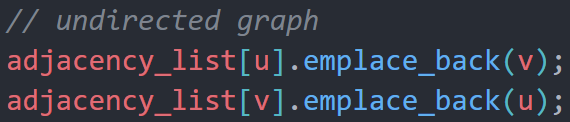 // undirected graph
adjacency_list[u].emplace_back(v);
adjacency_list[v].emplace_back(u);